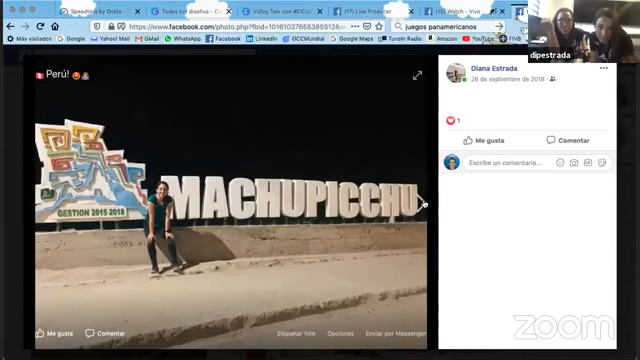 Speedtest by Ookla
Todos tus diseños - C
Volley Talk con #ElCicj
(17) Live Producer
(15) Watch - Vivo
https://www.facebook.com/photo.php?fbid=10161037655385512&s
juegos panamericanos
Más visitados
Google
Yahoo! Mail
GMail
WhatsApp
Facebook
LinkedIn
OCCMundial
TuneIn Radio
Amazon
YouTube
FIVB
dipestrada
Perú!
Diana Estrada
28 de septiembre de 2018
1
Me gusta
Comentar
Escribe un comentario...
MACHUPICCHU
GESTION 2015-2018
Me gusta
Comentar
Etiquetar foto
Opciones
Enviar por Messenger
zoom